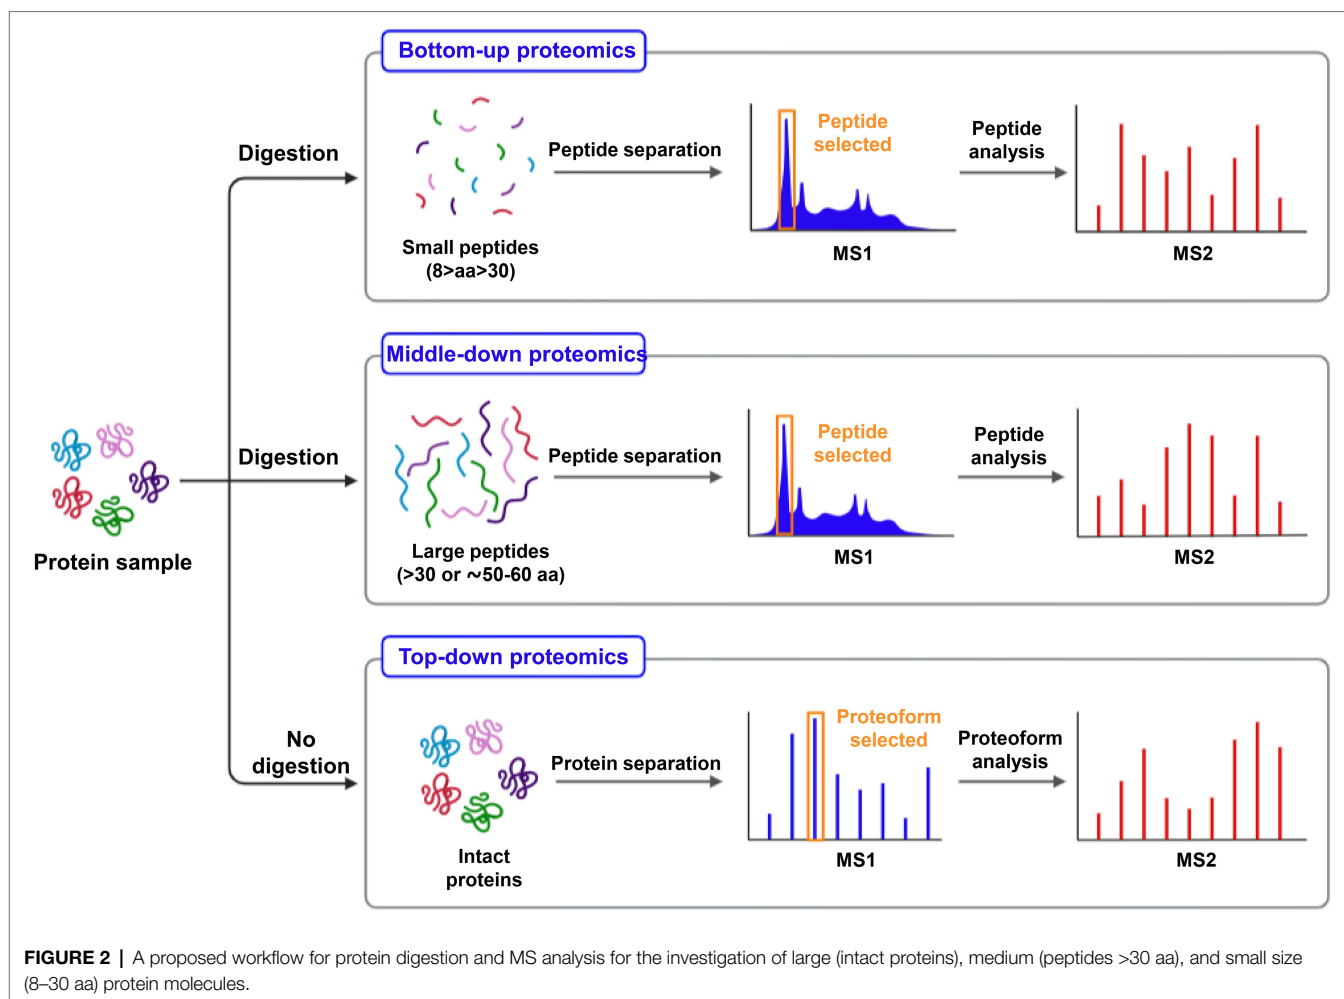 Bottom-up proteomics
Digestion
Small peptides
(8>aa>30)
Peptide separation
Peptide
selected
MS1
Peptide
analysis
MS2
Middle-down proteomics
Protein sample
Digestion
Large peptides
(>30 or ~50-60 aa)
Peptide separation
Peptide
selected
MS1
Peptide
analysis
MS2
Top-down proteomics
No
digestion
Intact
proteins
Protein separation
Proteoform
selected
MS1
Proteoform
analysis
MS2
FIGURE 2 | A proposed workflow for protein digestion and MS analysis for the investigation of large (intact proteins), medium (peptides >30 aa), and small size
(8–30 aa) protein molecules.